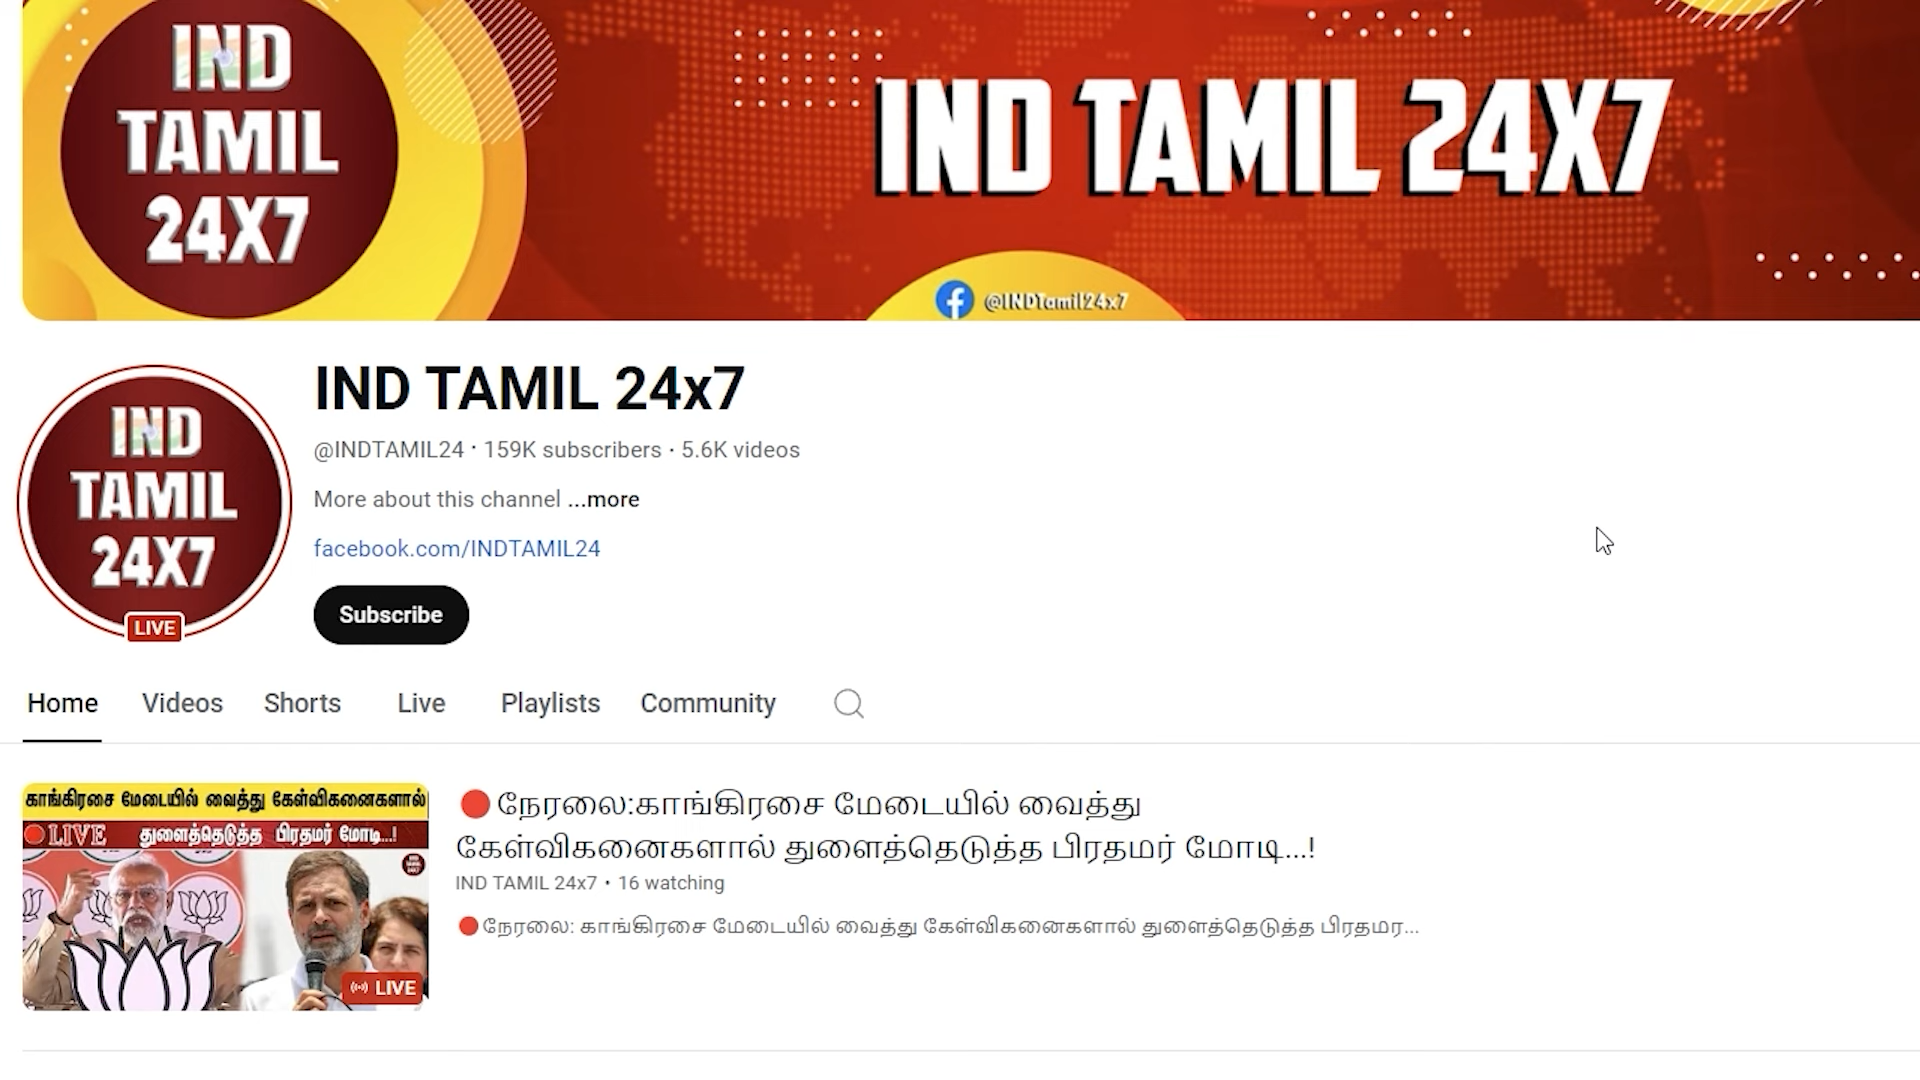 IND
TAMIL
24X7
IND TAMIL 24X7
@INDTamil24x7
IND
TAMIL
24X7
LIVE
IND TAMIL 24x7
@INDTAMIL24 · 159K subscribers · 5.6K videos
More about this channel ...more
facebook.com/INDTAMIL24
Subscribe
Home Videos Shorts Live Playlists Community
காங்கிரசை மேடையில் வைத்து கேள்விகனைகளால்
LIVE துளைத்தெடுத்த பிரதமர் மோடி...!
LIVE
🔴நேரலை:காங்கிரசை மேடையில் வைத்து
கேள்விகனைகளால் துளைத்தெடுத்த பிரதமர் மோடி...!
IND TAMIL 24x7 • 16 watching
🔴நேரலை: காங்கிரசை மேடையில் வைத்து கேள்விகனைகளால் துளைத்தெடுத்த பிரதமர...